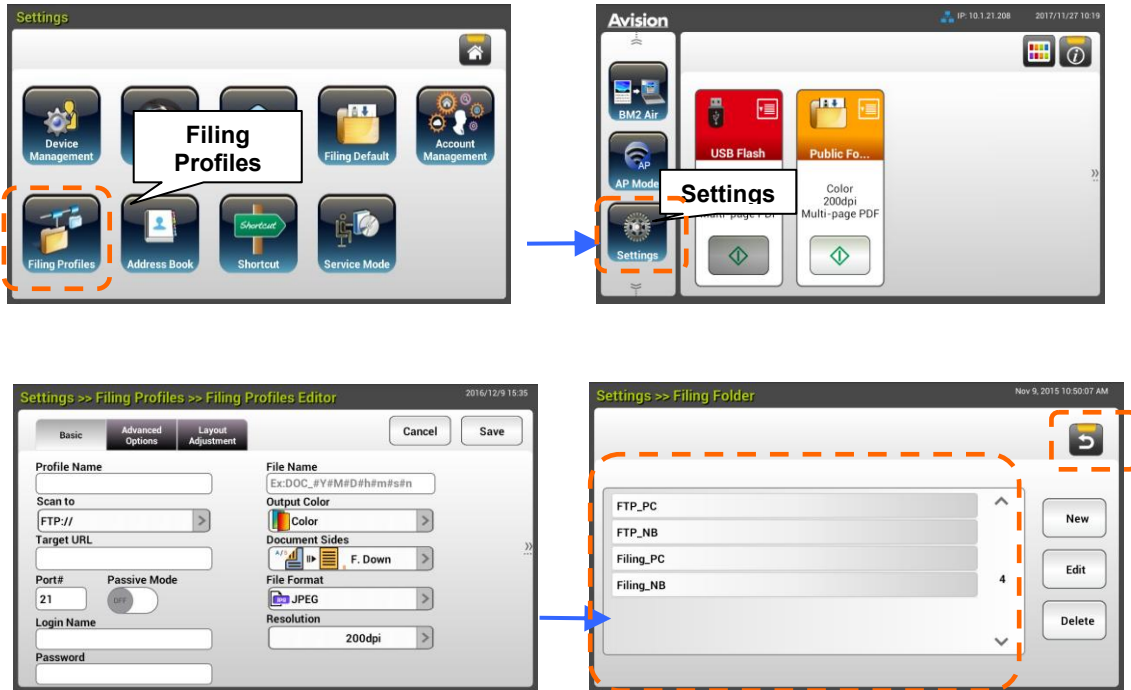 Settings
Device
Management
Filing
Profiles
Filing Default
Account
Management
Filing Profiles
Address Book
Shortcut
Shortcut
Service Mode
Avision
IP: 10.1.21.208
2017/11/27 10:19
BM2 Air
AP
AP Mode
Settings
USB Flash
Public Fo...
Color
200dpi
Multi-page PDF
Settings
Multi-page PDF
Settings >> Filing Profiles >> Filing Profiles Editor
2016/12/9 15:35
Basic
Advanced
Options
Layout
Adjustment
Cancel
Save
Profile Name
File Name
Ex:DOC_#Y#M#D#h#m#s#n
Scan to
Output Color
FTP://
Color
Target URL
Document Sides
F. Down
Port#
Passive Mode
File Format
21
OFF
JPEG
Login Name
Resolution
200dpi
Password
Settings >> Filing Folder
Nov 9, 2015 10:50:07 AM
FTP_PC
FTP_NB
Filing_PC
Filing_NB
4
New
Edit
Delete